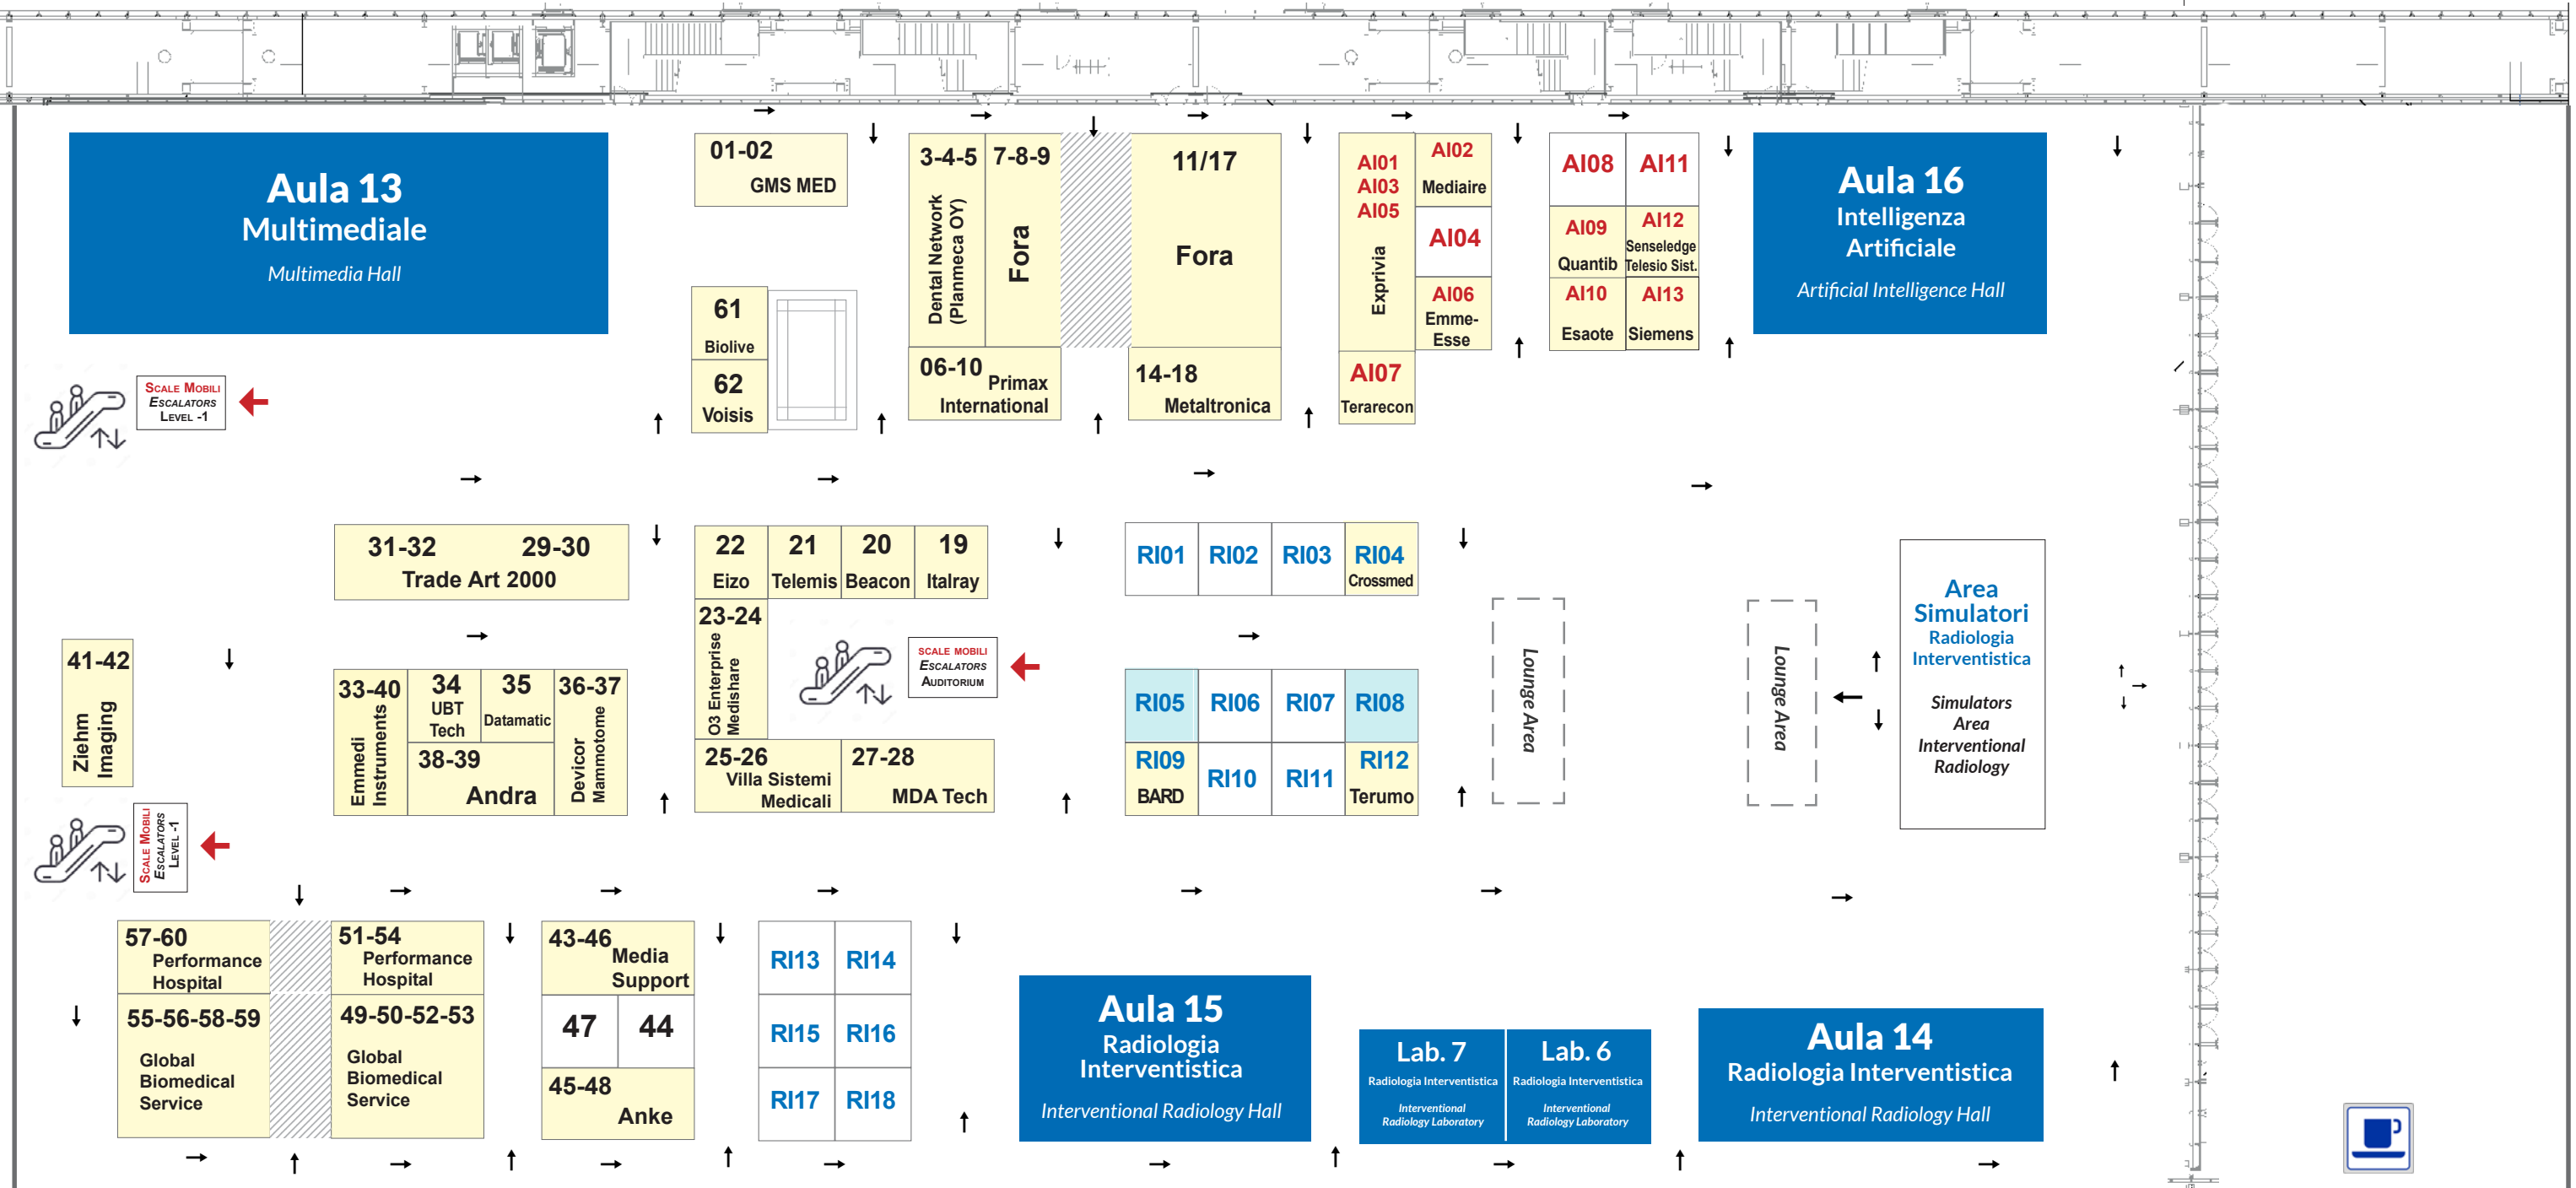 Aula 13
Multimediale
Multimedia Hall
01-02
GMS MED
3-4-5
Dental Network
(Planmeca OY)
7-8-9
Fora
11/17
Fora
AI01
AI03
AI05
Exprivia
AI02
Mediaire
AI04
AI06
Emme-
Esse
AI07
Terarecon
AI08
AI11
AI09
Quantib
AI12
Senseledge
Telesio Sist.
AI10
Esaote
AI13
Siemens
Aula 16
Intelligenza
Artificiale
Artificial Intelligence Hall
61
Biolive
62
Voisis
06-10
Primax
International
14-18
Metaltronica
Scale Mobili
Escalators
Level -1
31-32
29-30
Trade Art 2000
22
Eizo
21
Telemis
20
Beacon
19
Italray
RI01
RI02
RI03
RI04
Crossmed
23-24
O3 Enterprise
Medishare
scale mobili
Escalators
Auditorium
41-42
Ziehm
Imaging
33-40
Emmedi
Instruments
34
UBT
Tech
35
Datamatic
36-37
Devicor
Mammotome
38-39
Andra
25-26
Villa Sistemi
Medicali
27-28
MDA Tech
RI05
RI06
RI07
RI08
RI09
BARD
RI10
RI11
RI12
Terumo
Lounge Area
Lounge Area
Area
Simulatori
Radiologia
Interventistica
Simulators
Area
Interventional
Radiology
Scale Mobili
Escalators
Level -1
57-60
Performance
Hospital
51-54
Performance
Hospital
43-46
Media
Support
RI13
RI14
55-56-58-59
Global
Biomedical
Service
49-50-52-53
Global
Biomedical
Service
47
44
RI15
RI16
45-48
Anke
RI17
RI18
Aula 15
Radiologia
Interventistica
Interventional Radiology Hall
Lab. 7
Radiologia Interventistica
Interventional
Radiology Laboratory
Lab. 6
Radiologia Interventistica
Interventional
Radiology Laboratory
Aula 14
Radiologia Interventistica
Interventional Radiology Hall